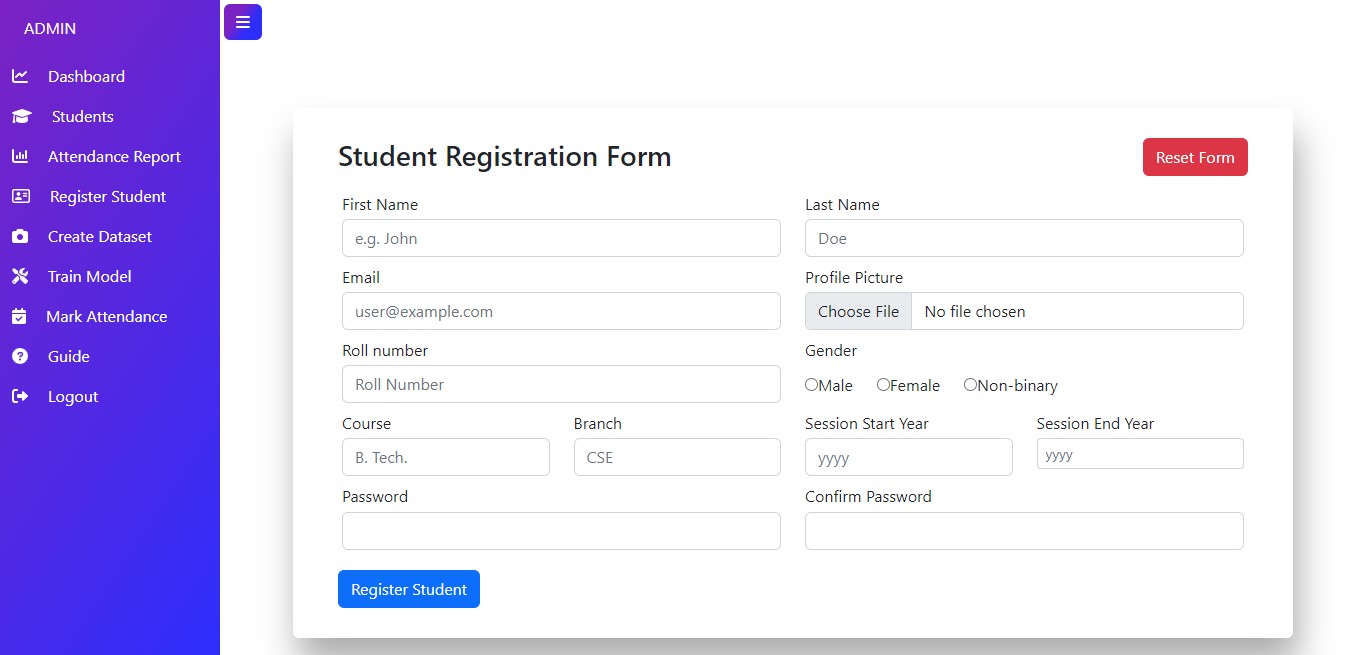 ADMIN
Dashboard
Students
Attendance Report
Register Student
Create Dataset
Train Model
Mark Attendance
Guide
Logout
Student Registration Form
Reset Form
First Name
Last Name
e.g. John
Doe
Email
Profile Picture
user@example.com
Choose File No file chosen
Roll number
Gender
Roll Number
Male Female Non-binary
Course
Branch
Session Start Year
Session End Year
B. Tech.
CSE
yyyy
yyyy
Password
Confirm Password
Register Student